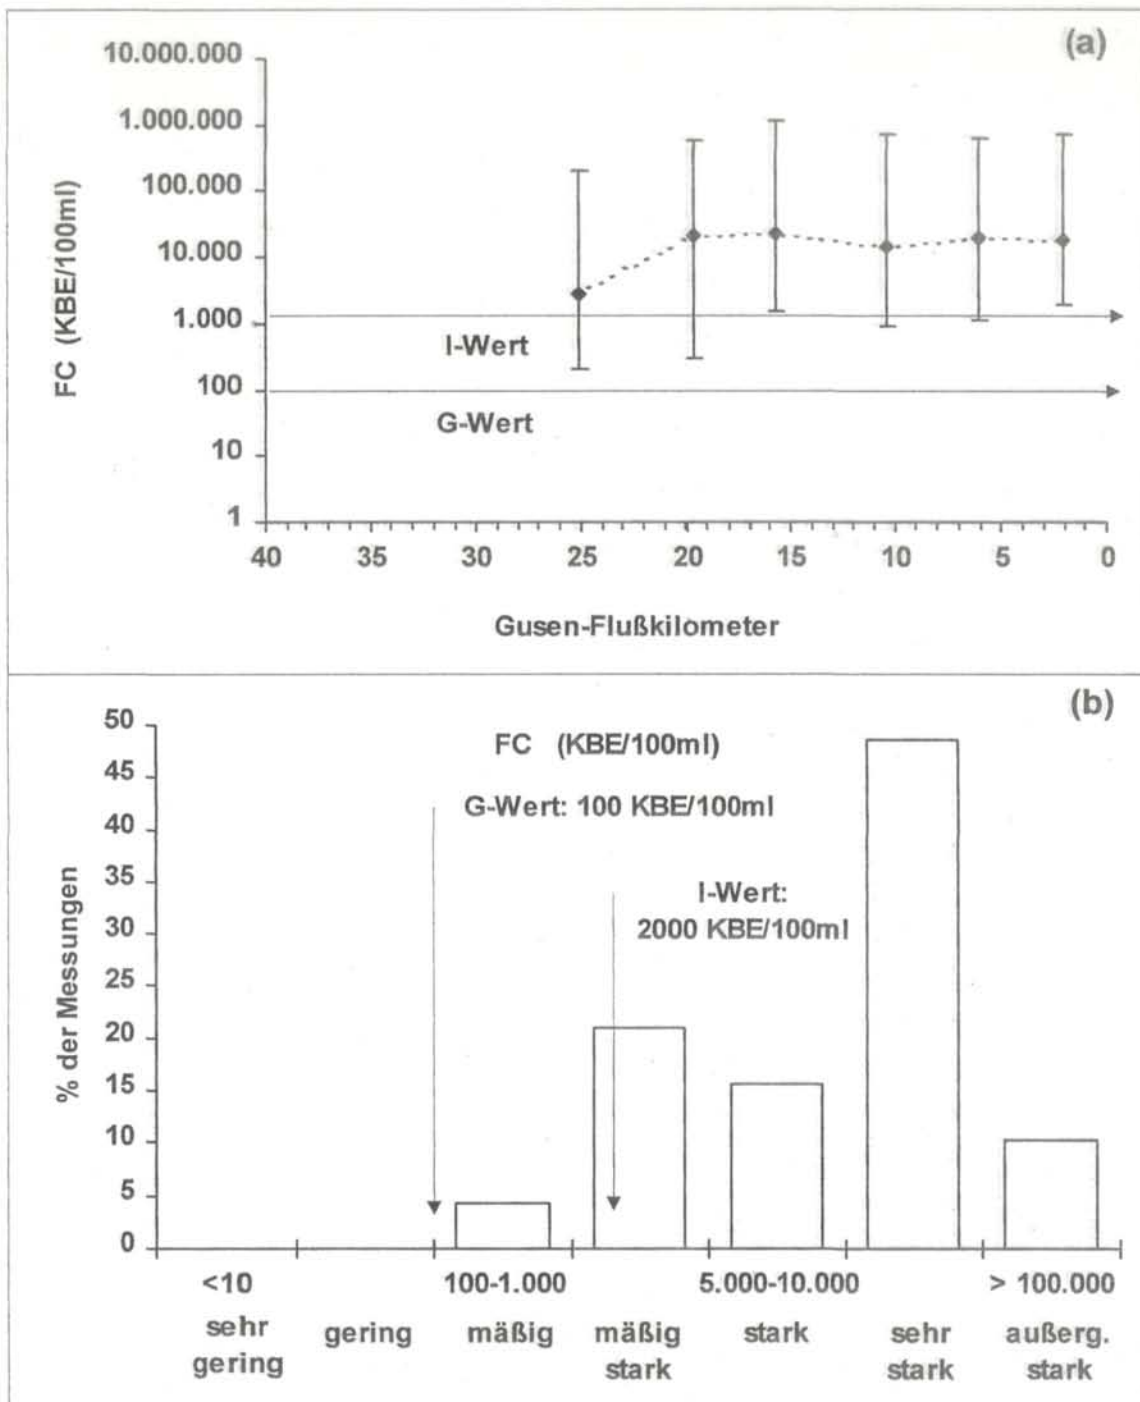 (a)
10.000.000
1.000.000
100.000
10.000
1.000
100
10
1
FC (KBE/100ml)
I-Wert
G-Wert
40 35 30 25 20 15 10 5 0
Gusen-Flußkilometer
(b)
50
45
40
35
30
25
20
15
10
5
0
% der Messungen
FC (KBE/100ml)
G-Wert: 100 KBE/100ml
I-Wert:
2000 KBE/100ml
<10 100-1.000 5.000-10.000 > 100.000
sehr gering mäßig mäßig stark sehr außerg.
gering stark stark stark